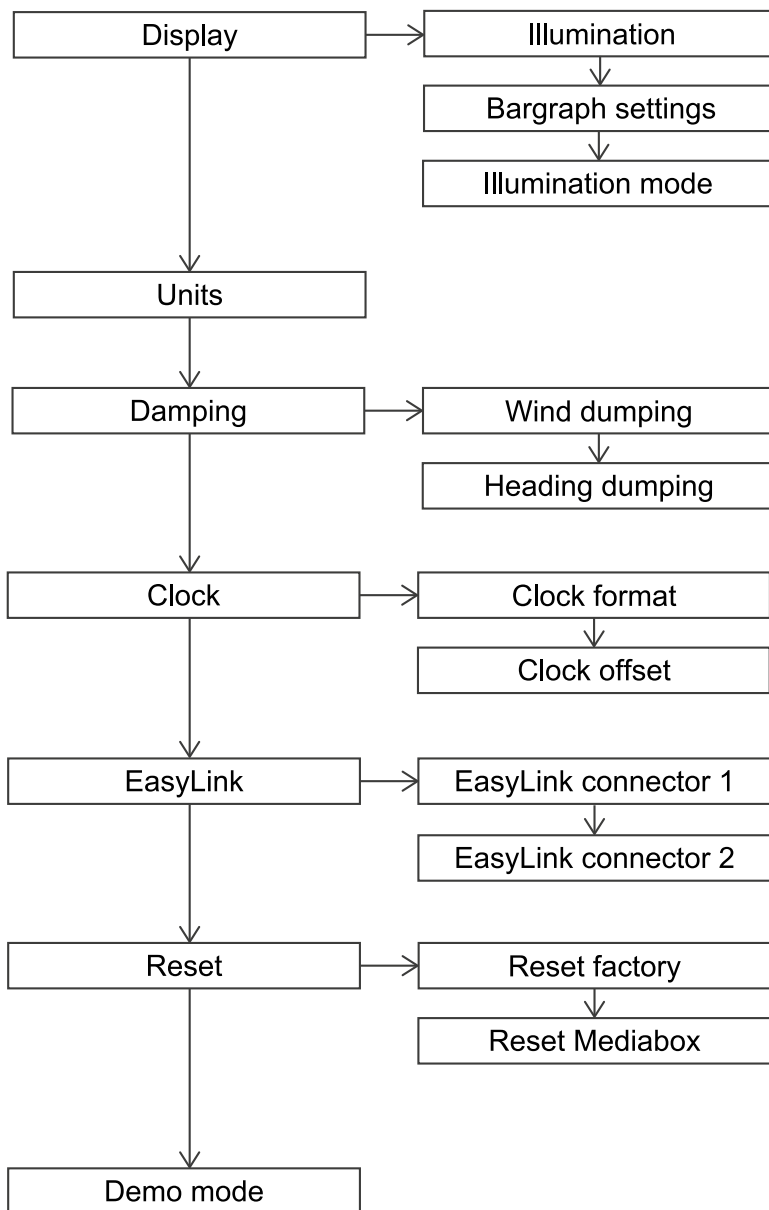 Display
Illumination
Bargraph settings
Illumination mode
Units
Damping
Wind dumping
Heading dumping
Clock
Clock format
Clock offset
EasyLink
EasyLink connector 1
EasyLink connector 2
Reset
Reset factory
Reset Mediabox
Demo mode